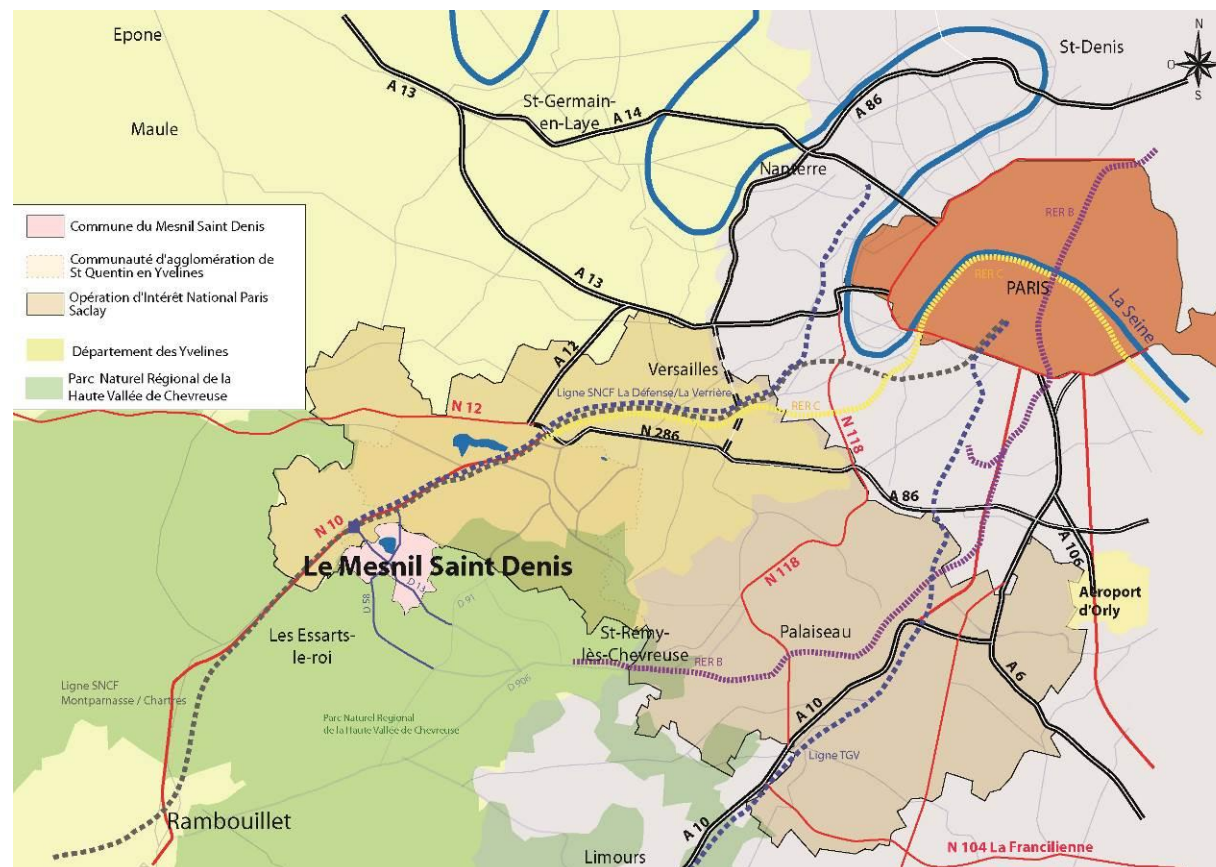 Epone
St-Denis
N
O
S
A 13
St-Germain-
en-Laye
A 14
A 86
Maule
Nanterre
Commune du Mesnil Saint Denis
Communauté d'agglomération de
St Quentin en Yvelines
Opération d'Intérêt National Paris
Saclay
Département des Yvelines
Parc Naturel Régional de la
Haute Vallée de Chevreuse
RER B
RER C
PARIS
La Seine
A 13
A 12
Versailles
Ligne SNCF La Défense/La Verrière
N 12
RER C
N 286
N 118
A 86
N 10
Le Mesnil Saint Denis
D 13
D 58
D 91
N 118
A 106
Aéroport
d'Orly
Les Essarts-
le-roi
St-Rémy-
lès-Chevreuse
Palaiseau
RER B
D 906
A 6
Ligne SNCF
Montparnasse / Chartres
Parc Naturel Régional
de la Haute Vallée de Chevreuse
A 10
Ligne TGV
Rambouillet
A 10
Limours
N 104 La Francilienne